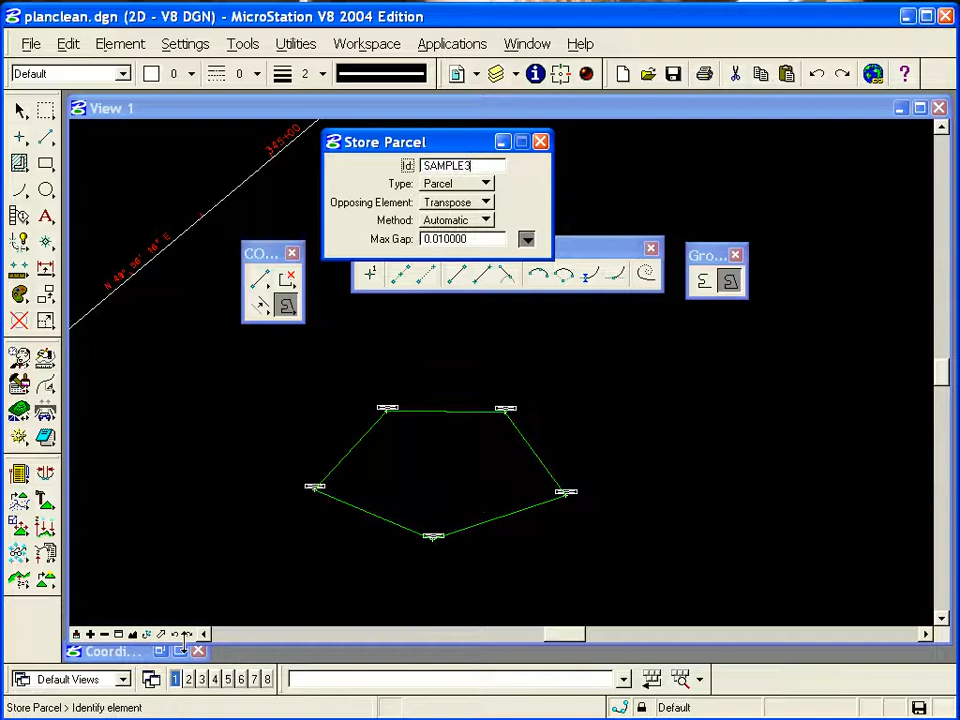 planclean.dgn (2D - V8 DGN) - MicroStation V8 2004 Edition
File Edit Element Settings Tools Utilities Workspace Applications Window Help
Default 0 0 2
View 1
345+00
Store Parcel
Id: SAMPLE3
Type: Parcel
Opposing Element: Transpose
Method: Automatic
Max Gap: 0.010000
CO...
Gro...
Coordi...
Default Views 1 2 3 4 5 6 7 8
Store Parcel > Identify element
Default